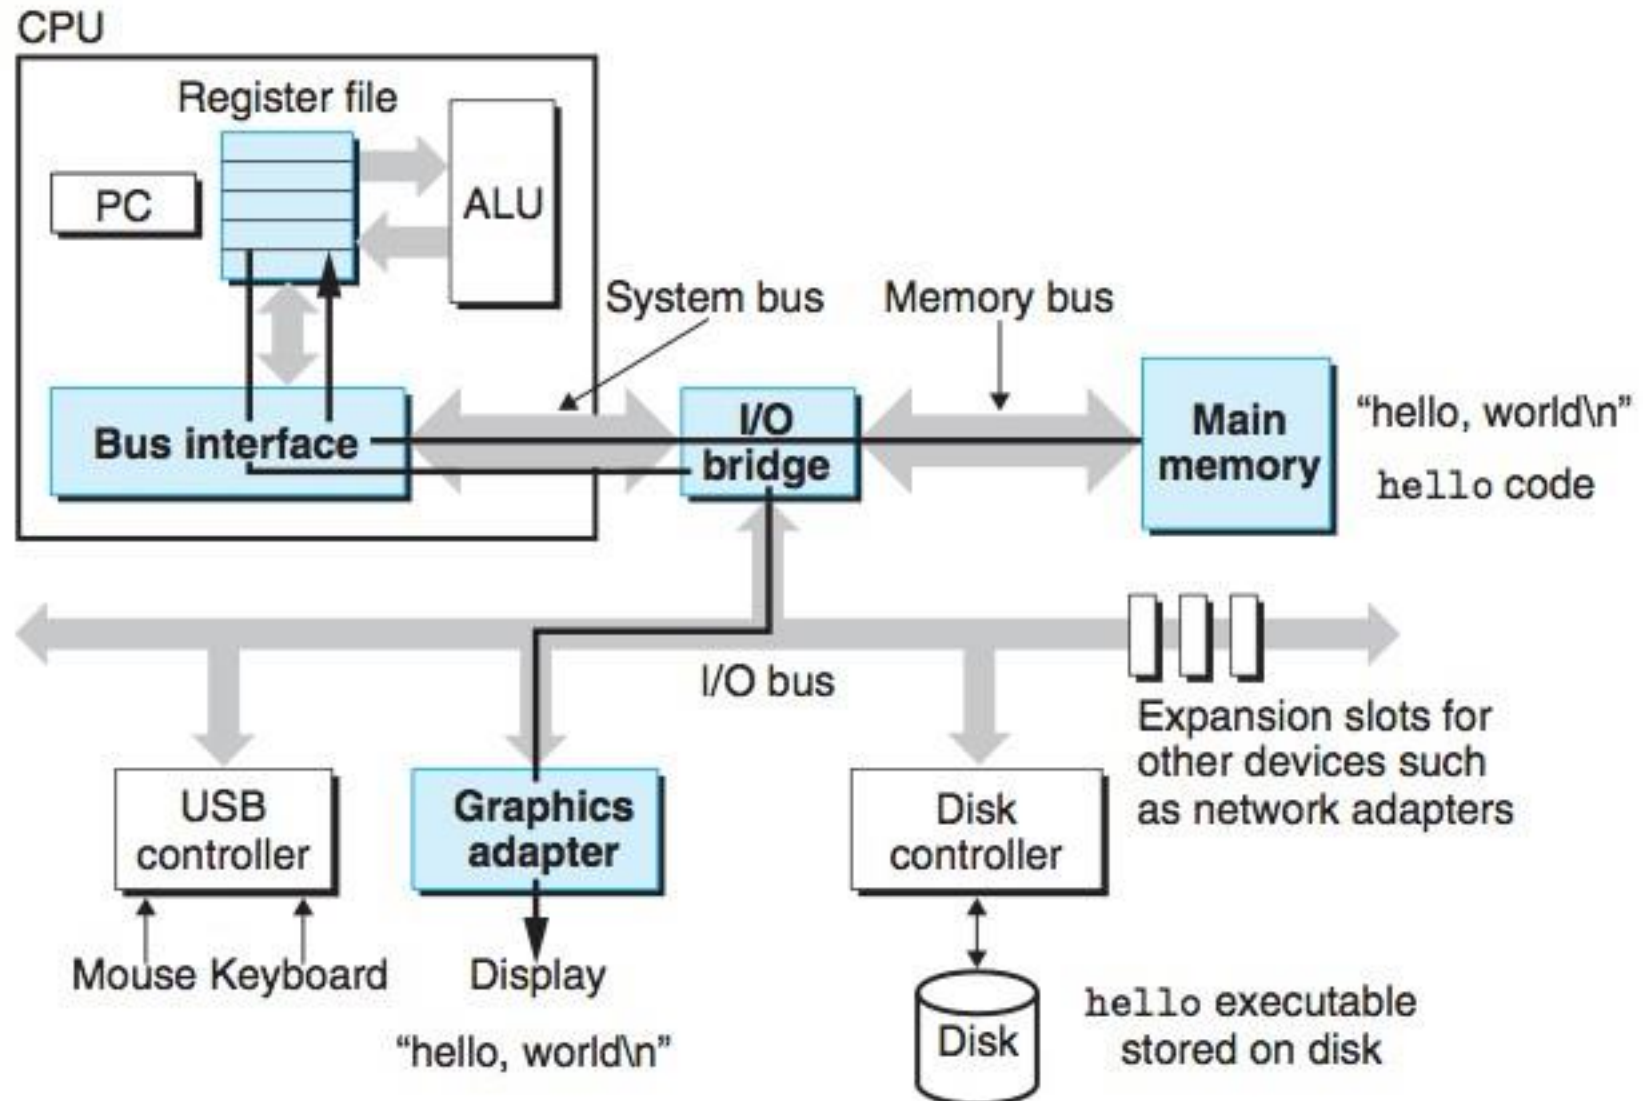 CPU
Register file
PC
ALU
System bus
Memory bus
Bus interface
I/O
bridge
Main
memory
“hello, world\n”
hello code
I/O bus
Expansion slots for
other devices such
as network adapters
USB
controller
Graphics
adapter
Disk
controller
Mouse Keyboard
Display
“hello, world\n”
Disk
hello executable
stored on disk